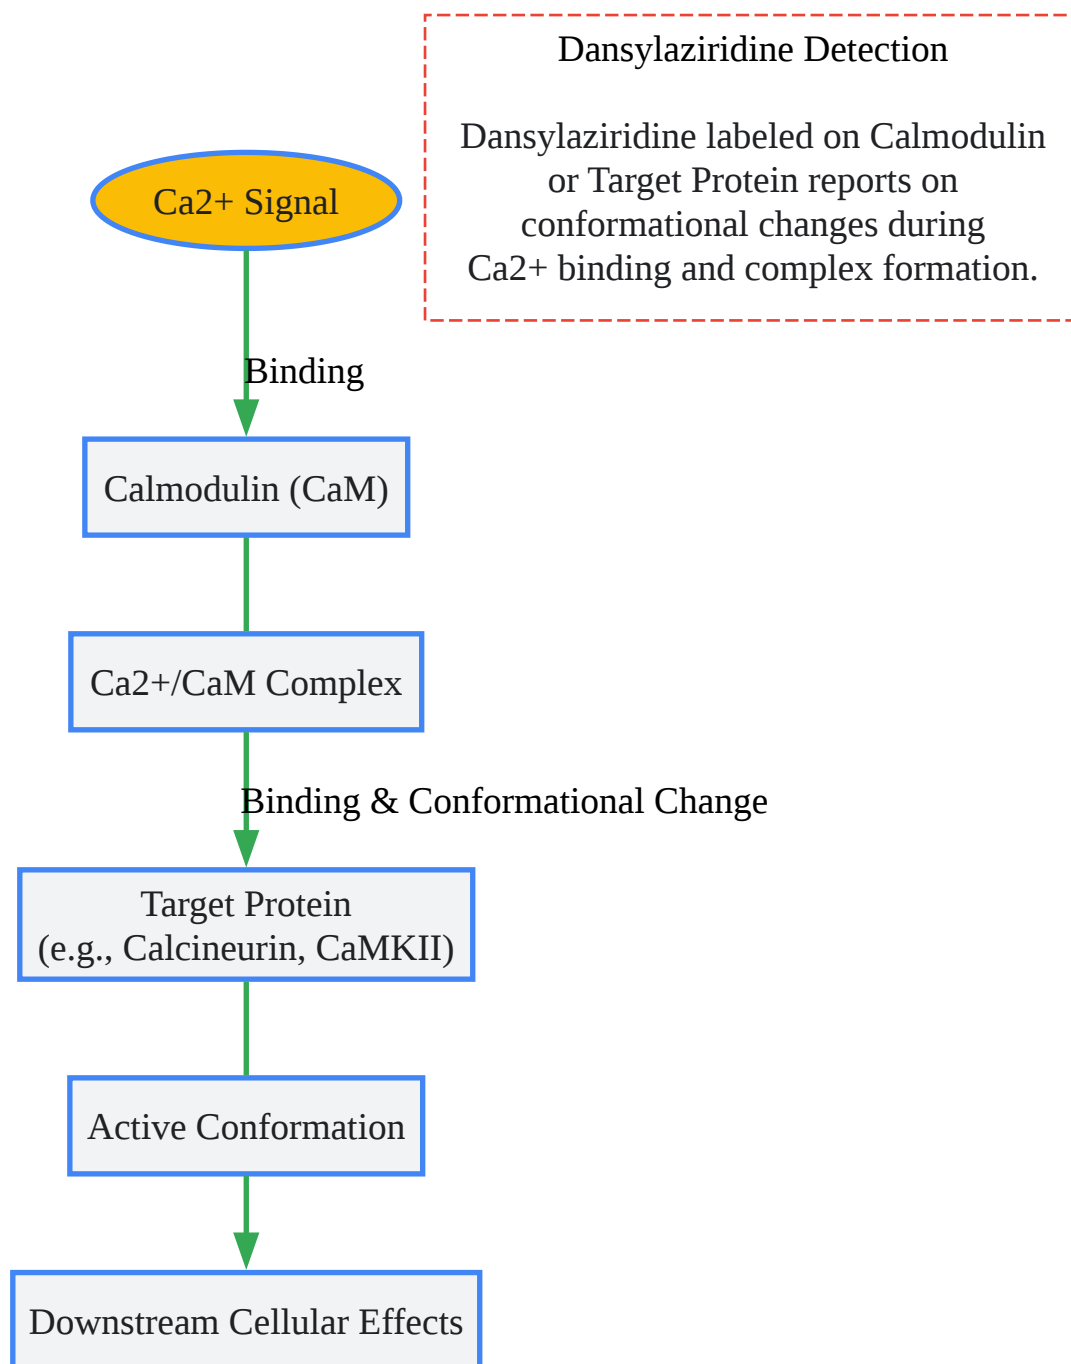 Dansylaziridine Detection
Dansylaziridine labeled on Calmodulin
or Target Protein reports on
conformational changes during
Ca2+ binding and complex formation.
Ca2+ Signal
Binding
Calmodulin (CaM)
Ca2+/CaM Complex
Binding & Conformational Change
Target Protein
(e.g., Calcineurin, CaMKII)
Active Conformation
Downstream Cellular Effects